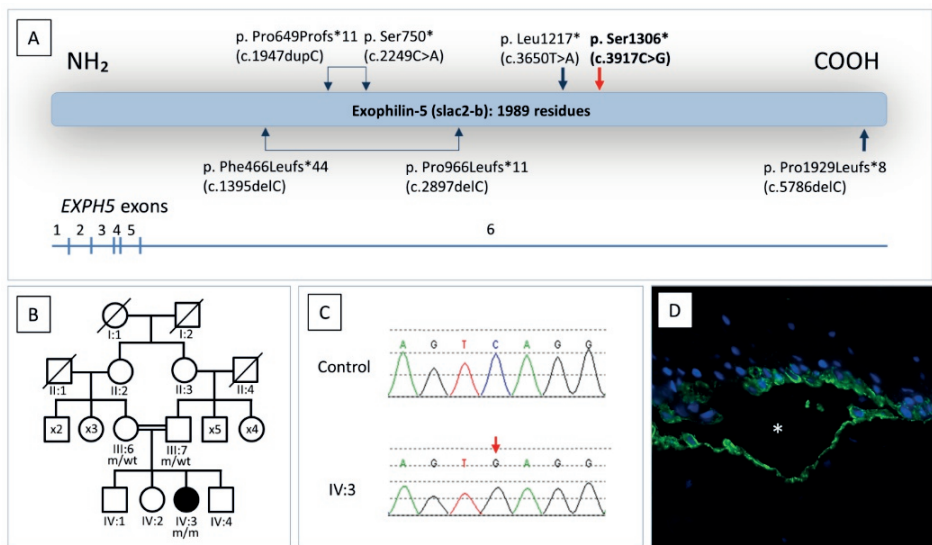 A
NH₂
p. Pro649Profs*11
(c.1947dupC)
p. Ser750*
(c.2249C>A)
p. Leu1217*
(c.3650T>A)
p. Ser1306*
(c.3917C>G)
COOH
Exophilin-5 (slac2-b): 1989 residues
p. Phe466Leufs*44
(c.1395delC)
p. Pro966Leufs*11
(c.2897delC)
p. Pro1929Leufs*8
(c.5786delC)
EXPH5 exons
1 2 3 4 5 6
B
I:1 I:2
II:1 II:2 II:3 II:4
x2 x3 x5 x4
III:6 III:7
m/wt m/wt
IV:1 IV:2 IV:3 IV:4
m/m
C
A G T C A G G
Control
A G T G A G G
IV:3
D
*